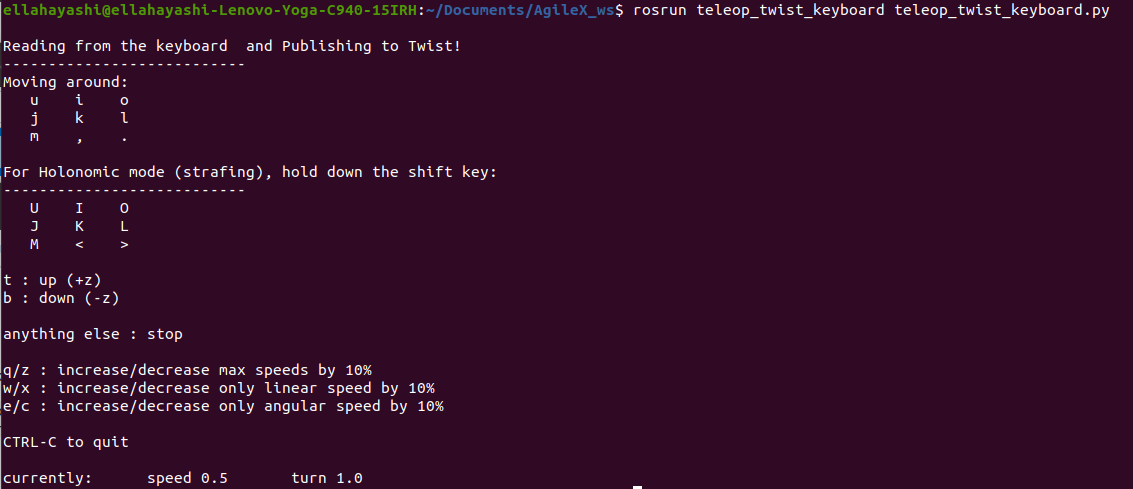 ellahayashi@ellahayashi-Lenovo-Yoga-C940-15IRH:~/Documents/AgileX_ws$ rosrun teleop_twist_keyboard teleop_twist_keyboard.py
Reading from the keyboard  and Publishing to Twist!
---------------------------
Moving around:
   u    i    o
   j    k    l
   m    ,    .
For Holonomic mode (strafing), hold down the shift key:
---------------------------
   U    I    O
   J    K    L
   M    <    >
t : up (+z)
b : down (-z)
anything else : stop
q/z : increase/decrease max speeds by 10%
w/x : increase/decrease only linear speed by 10%
e/c : increase/decrease only angular speed by 10%
CTRL-C to quit
currently:      speed 0.5       turn 1.0